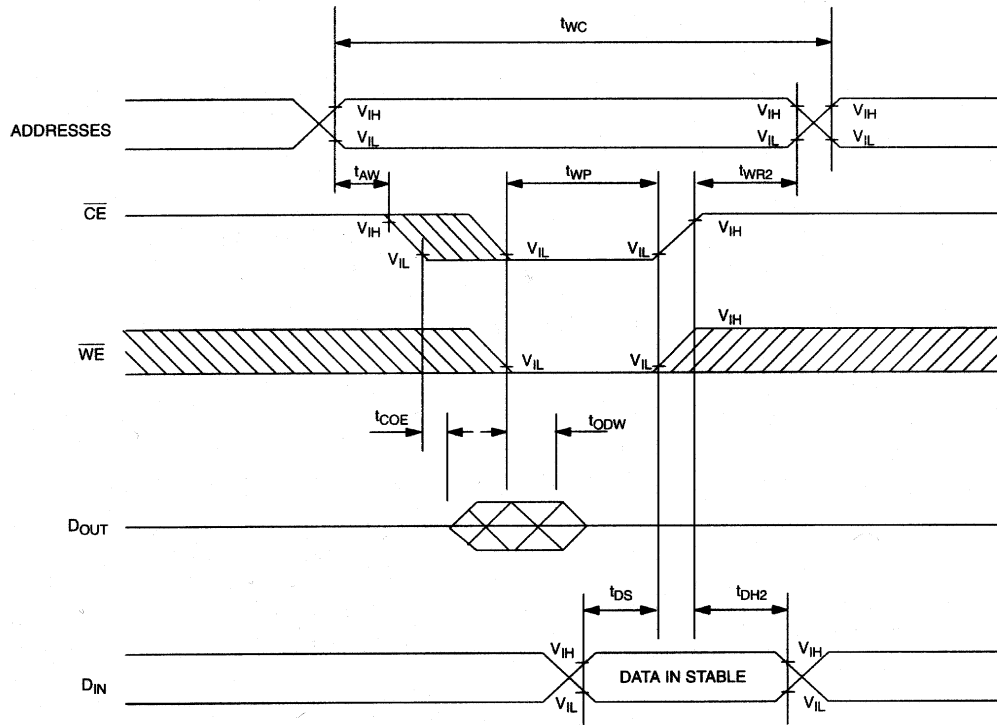 tWC
ADDRESSES
VIH
VIL
VIH
VIL
VIH
VIL
tAW
tWP
tWR2
CE
VIH
VIL
VIL
VIL
VIH
WE
VIL
VIL
VIH
tCOE
tODW
DOUT
tDS
tDH2
DIN
VIH
VIL
DATA IN STABLE
VIH
VIL